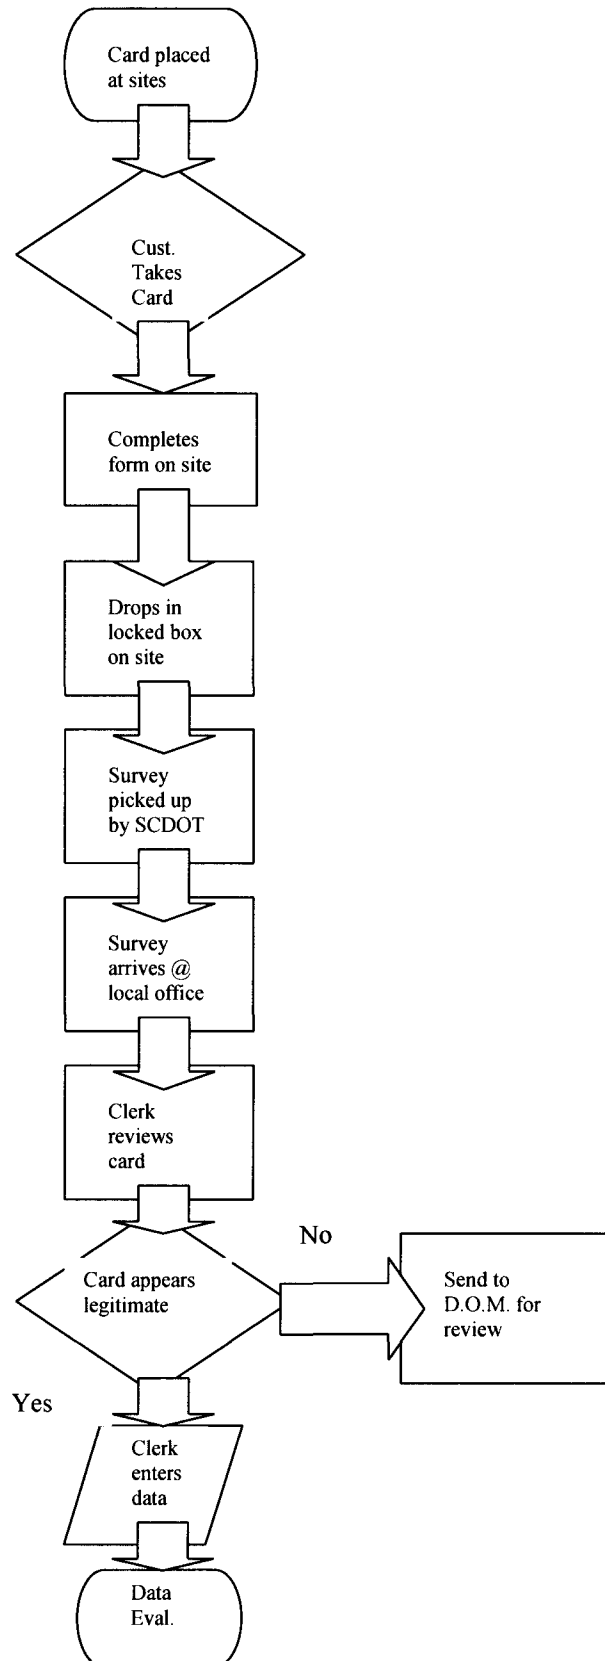 Card placed
at sites
Cust.
Takes
Card
Completes
form on site
Drops in
locked box
on site
Survey
picked up
by SCDOT
Survey
arrives @
local office
Clerk
reviews
card
No
Card appears
legitimate
Send to
D.O.M. for
review
Yes
Clerk
enters
data
Data
Eval.